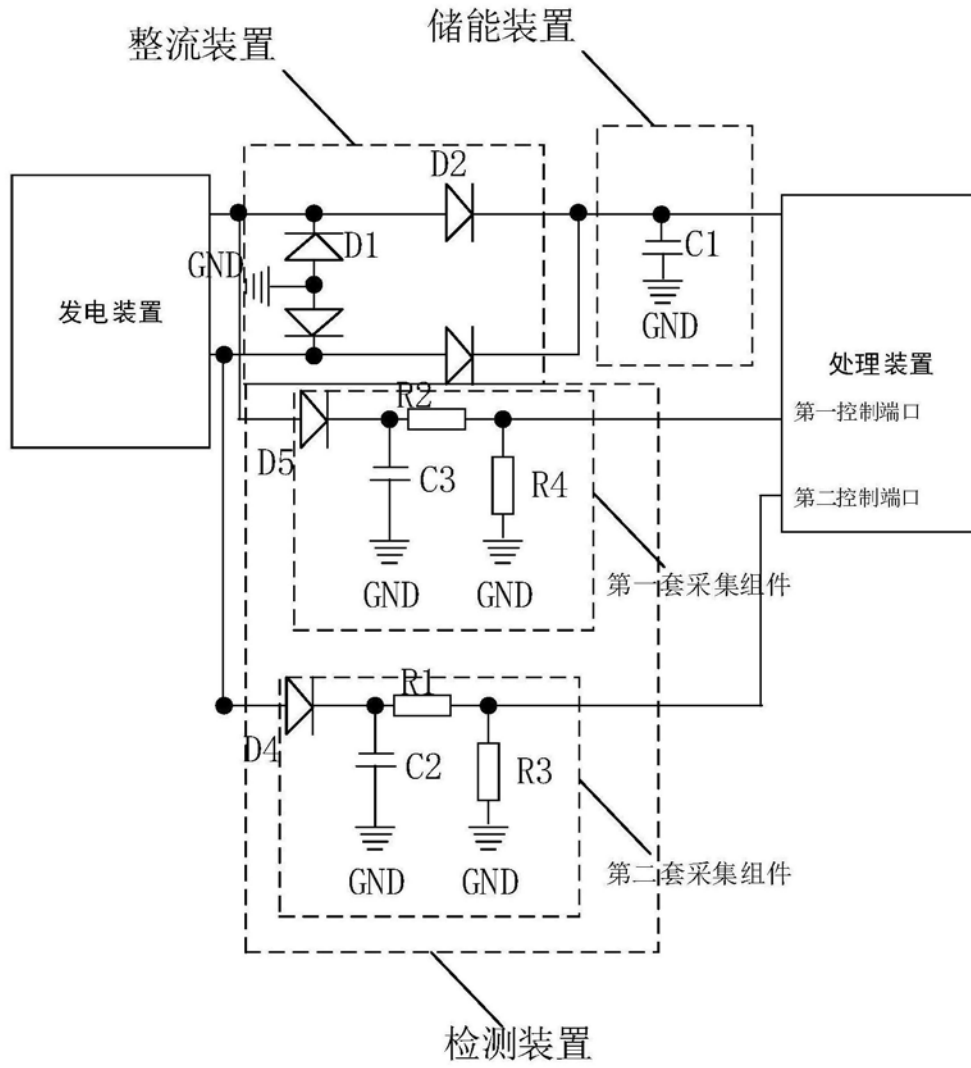 整流装置
储能装置
D2
D1
GND
C1
GND
发电装置
处理装置
第一控制端口
第二控制端口
R2
D5
C3
R4
GND
GND
第一套采集组件
R1
D4
C2
R3
GND
GND
第二套采集组件
检测装置